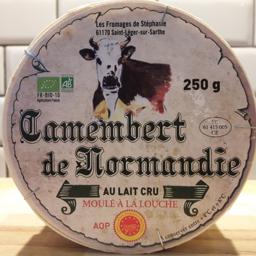 Les Fromages de Stéphanie
61170 Saint-Léger-sur-Sarthe
FR-BIO-10
Agriculture France
AB
250 g
61 415 005
CE
Camembert
de Normandie
AU LAIT CRU
MOULÉ À LA LOUCHE
AOP